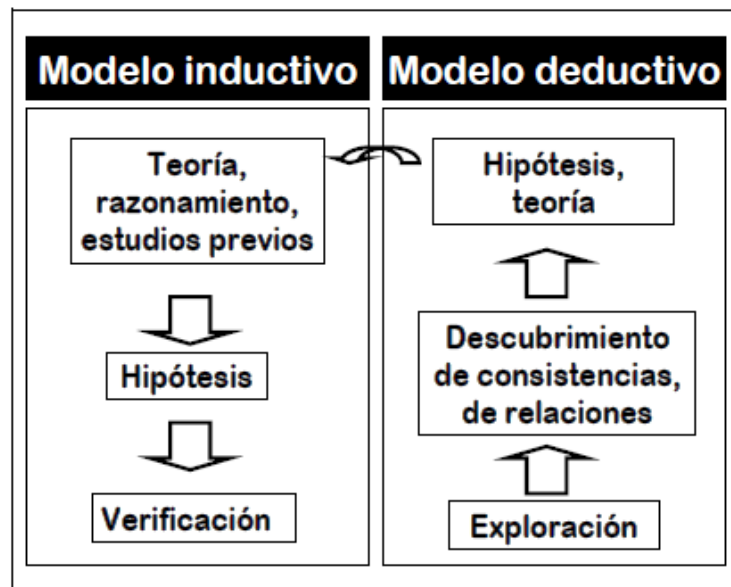 Modelo inductivo
Teoría,
razonamiento,
estudios previos
Hipótesis
Verificación
Modelo deductivo
Hipótesis,
teoría
Descubrimiento
de consistencias,
de relaciones
Exploración